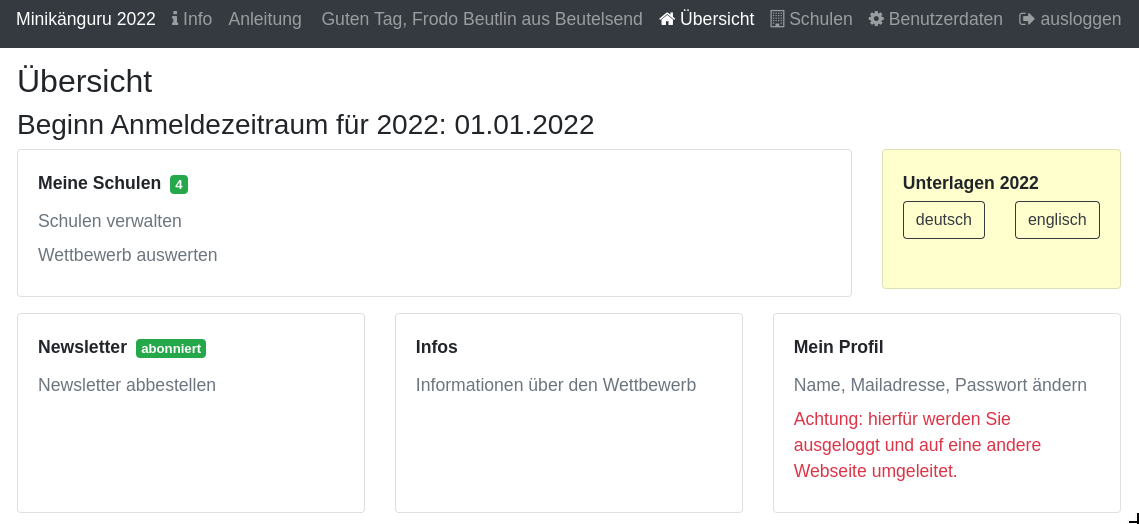 Minikänguru 2022 Info Anleitung Guten Tag, Frodo Beutlin aus Beutelsend Übersicht Schulen Benutzerdaten ausloggen
Übersicht
Beginn Anmeldezeitraum für 2022: 01.01.2022
Meine Schulen 4
Schulen verwalten
Wettbewerb auswerten
Unterlagen 2022
deutsch englisch
Newsletter abonniert
Newsletter abbestellen
Infos
Informationen über den Wettbewerb
Mein Profil
Name, Mailadresse, Passwort ändern
Achtung: hierfür werden Sie
ausgeloggt und auf eine andere
Webseite umgeleitet.